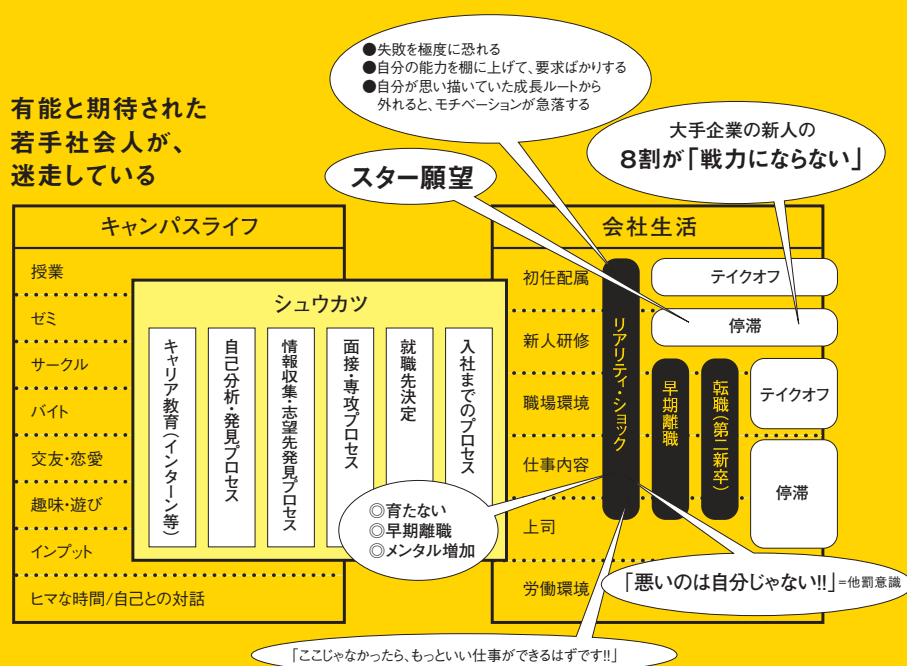 有能と期待された
若手社会人が、
迷走している
●失敗を極度に恐れる
●自分の能力を棚に上げて、要求ばかりする
●自分が思い描いていた成長ルートから
外れると、モチベーションが急落する
大手企業の新人の
8割が「戦力にならない」
スター願望
キャンパスライフ
授業
ゼミ
サークル
バイト
交友・恋愛
趣味・遊び
インプット
ヒマな時間/自己との対話
シュウカツ
キャリア教育(インターン等)
自己分析・発見プロセス
情報収集・志望先発見プロセス
面接・専攻プロセス
就職先決定
入社までのプロセス
◎育たない
◎早期離職
◎メンタル増加
会社生活
初任配属
新人研修
職場環境
仕事内容
上司
労働環境
リアリティ・ショック
テイクオフ
停滞
早期離職
転職(第二新卒)
テイクオフ
停滞
「悪いのは自分じゃない!!」=他罰意識
「ここじゃなかったら、もっといい仕事ができるはずです!!」